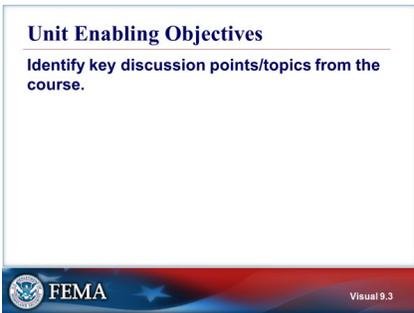 Unit Enabling Objectives
Identify key discussion points/topics from the
course.
FEMA
Visual 9.3